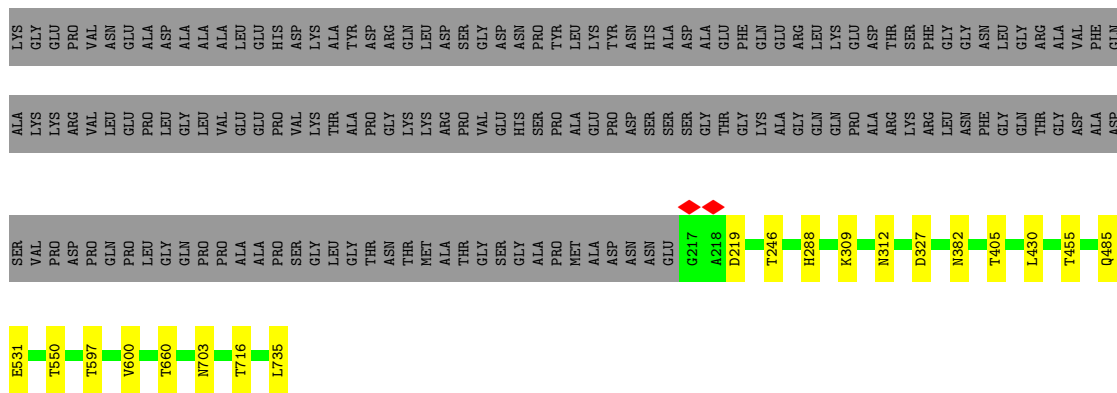 LYS GLY GLU PRO VAL ASN GLU ALA ASP ALA ALA ALA LEU GLU HIS ASP LYS ALA TYR ASP ARG GLN LEU ASP SER GLY ASP ASN PRO TYR LEU LYS TYR ASN HIS ALA ASP ALA GLU PHE GLN GLU ARG LEU LYS GLU ASP THR SER PHE GLY GLY ASN LEU GLY ARG ALA VAL PHE GLN
ALA LYS LYS ARG VAL LEU GLU PRO LEU GLY LEU VAL GLU GLU PRO VAL LYS THR ALA PRO GLY LYS LYS ARG PRO VAL GLU HIS SER PRO ALA GLU PRO ASP SER SER SER GLY THR GLY LYS ALA GLY GLN GLN PRO ALA ARG LYS ARG LEU ASN PHE GLY GLN THR GLY ASP ALA ASP
SER VAL PRO ASP PRO GLN PRO LEU GLY GLN PRO PRO ALA ALA PRO SER GLY LEU GLY THR ASN THR MET ALA THR GLY SER GLY ALA PRO MET ALA ASP ASN ASN GLU G217 A218 D219 T246 H288 K309 N312 D327 N382 T405 L430 T455 Q485
E531 T550 T597 V600 T660 N703 T716 L735